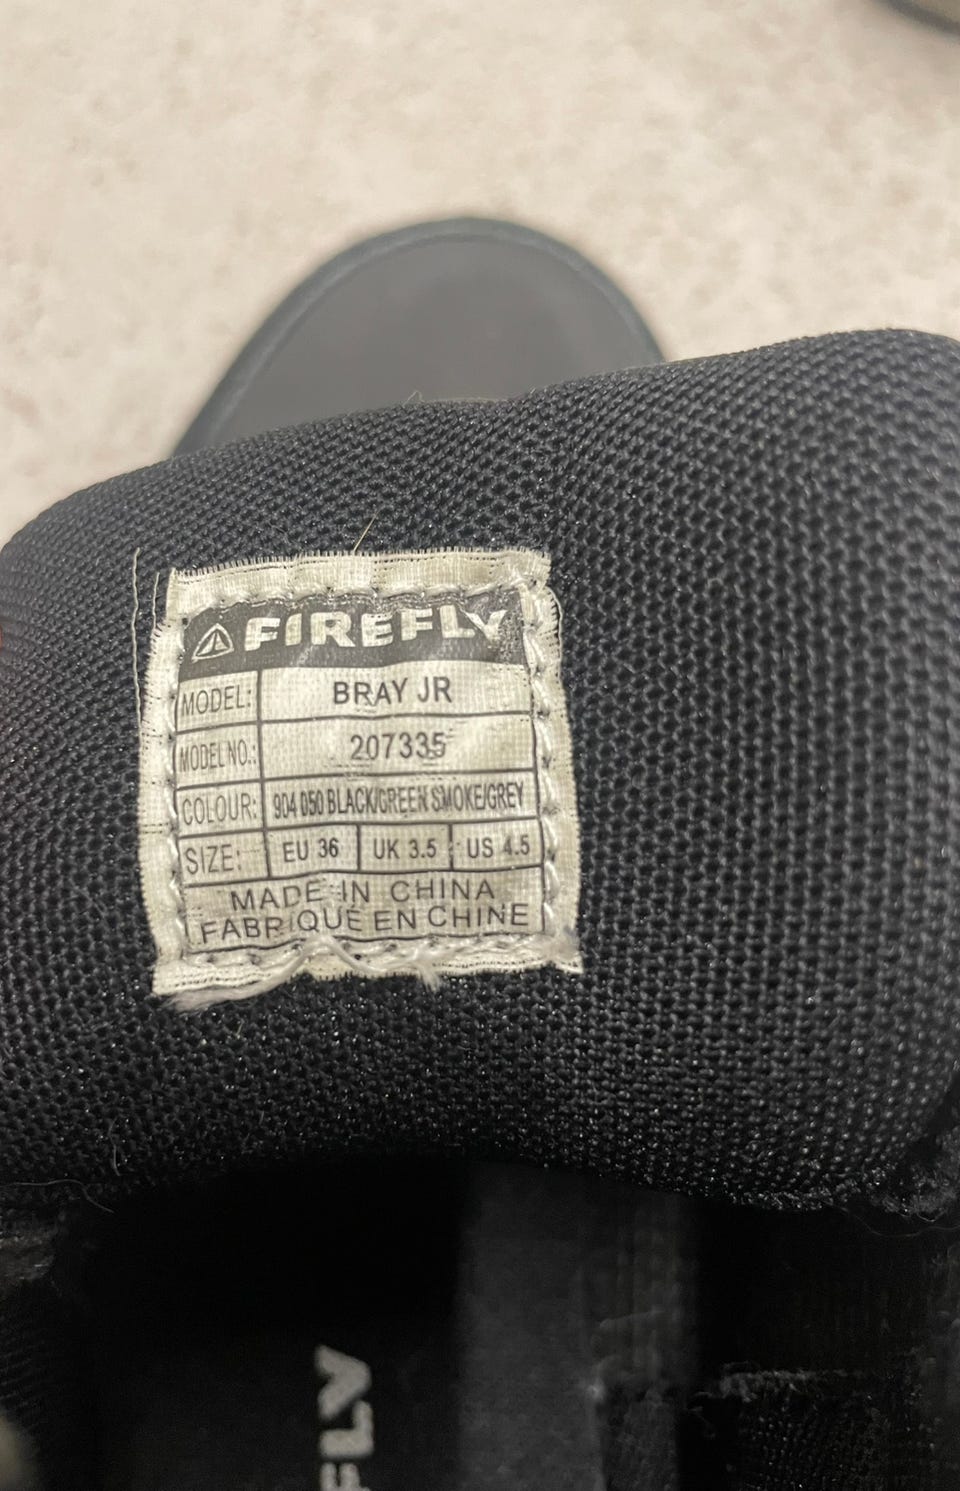 FIREFLY
MODEL: BRAY JR
MODEL NO.: 207335
COLOUR: 904 050 BLACK/GREEN SMOKE/GREY
SIZE: EU 36 UK 3.5 US 4.5
MADE IN CHINA
FABRIQUÉ EN CHINE
FLY